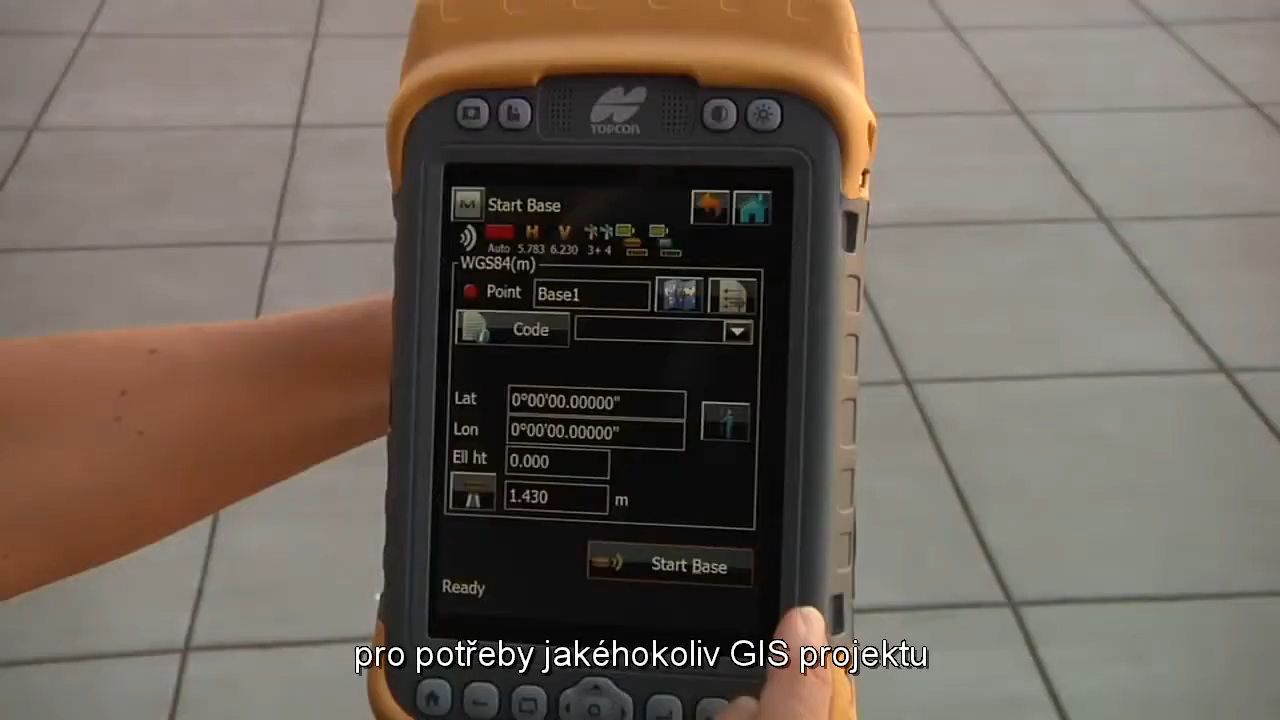 TOPCON
Start Base
H V
Auto 5.783 6.230 3+4
WGS84(m)
Point Base1
Code
Lat 0°00'00.00000"
Lon 0°00'00.00000"
Ell ht 0.000
1.430 m
Start Base
Ready
pro potřeby jakéhokoliv GIS projektu